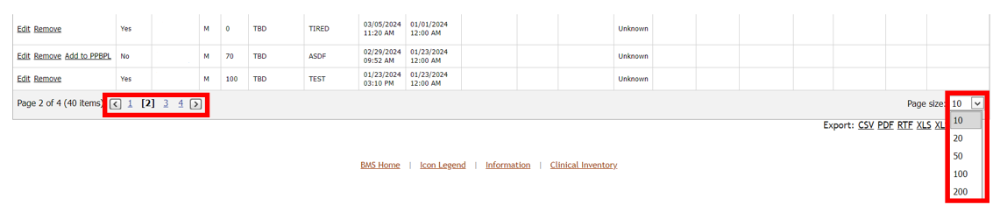 Edit Remove Yes M 0 TBD TIRED 03/05/2024 11:20 AM 01/01/2024 12:00 AM Unknown
Edit Remove Add to PPBPL No M 70 TBD ASDF 02/29/2024 09:52 AM 01/23/2024 12:00 AM Unknown
Edit Remove Yes M 100 TBD TEST 01/23/2024 03:10 PM 01/23/2024 12:00 AM Unknown
Page 2 of 4 (40 items) < 1 [2] 3 4 > Page size: 10
Export: CSV PDF RTF XLS XL
10
20
50
100
200
BMS Home | Icon Legend | Information | Clinical Inventory